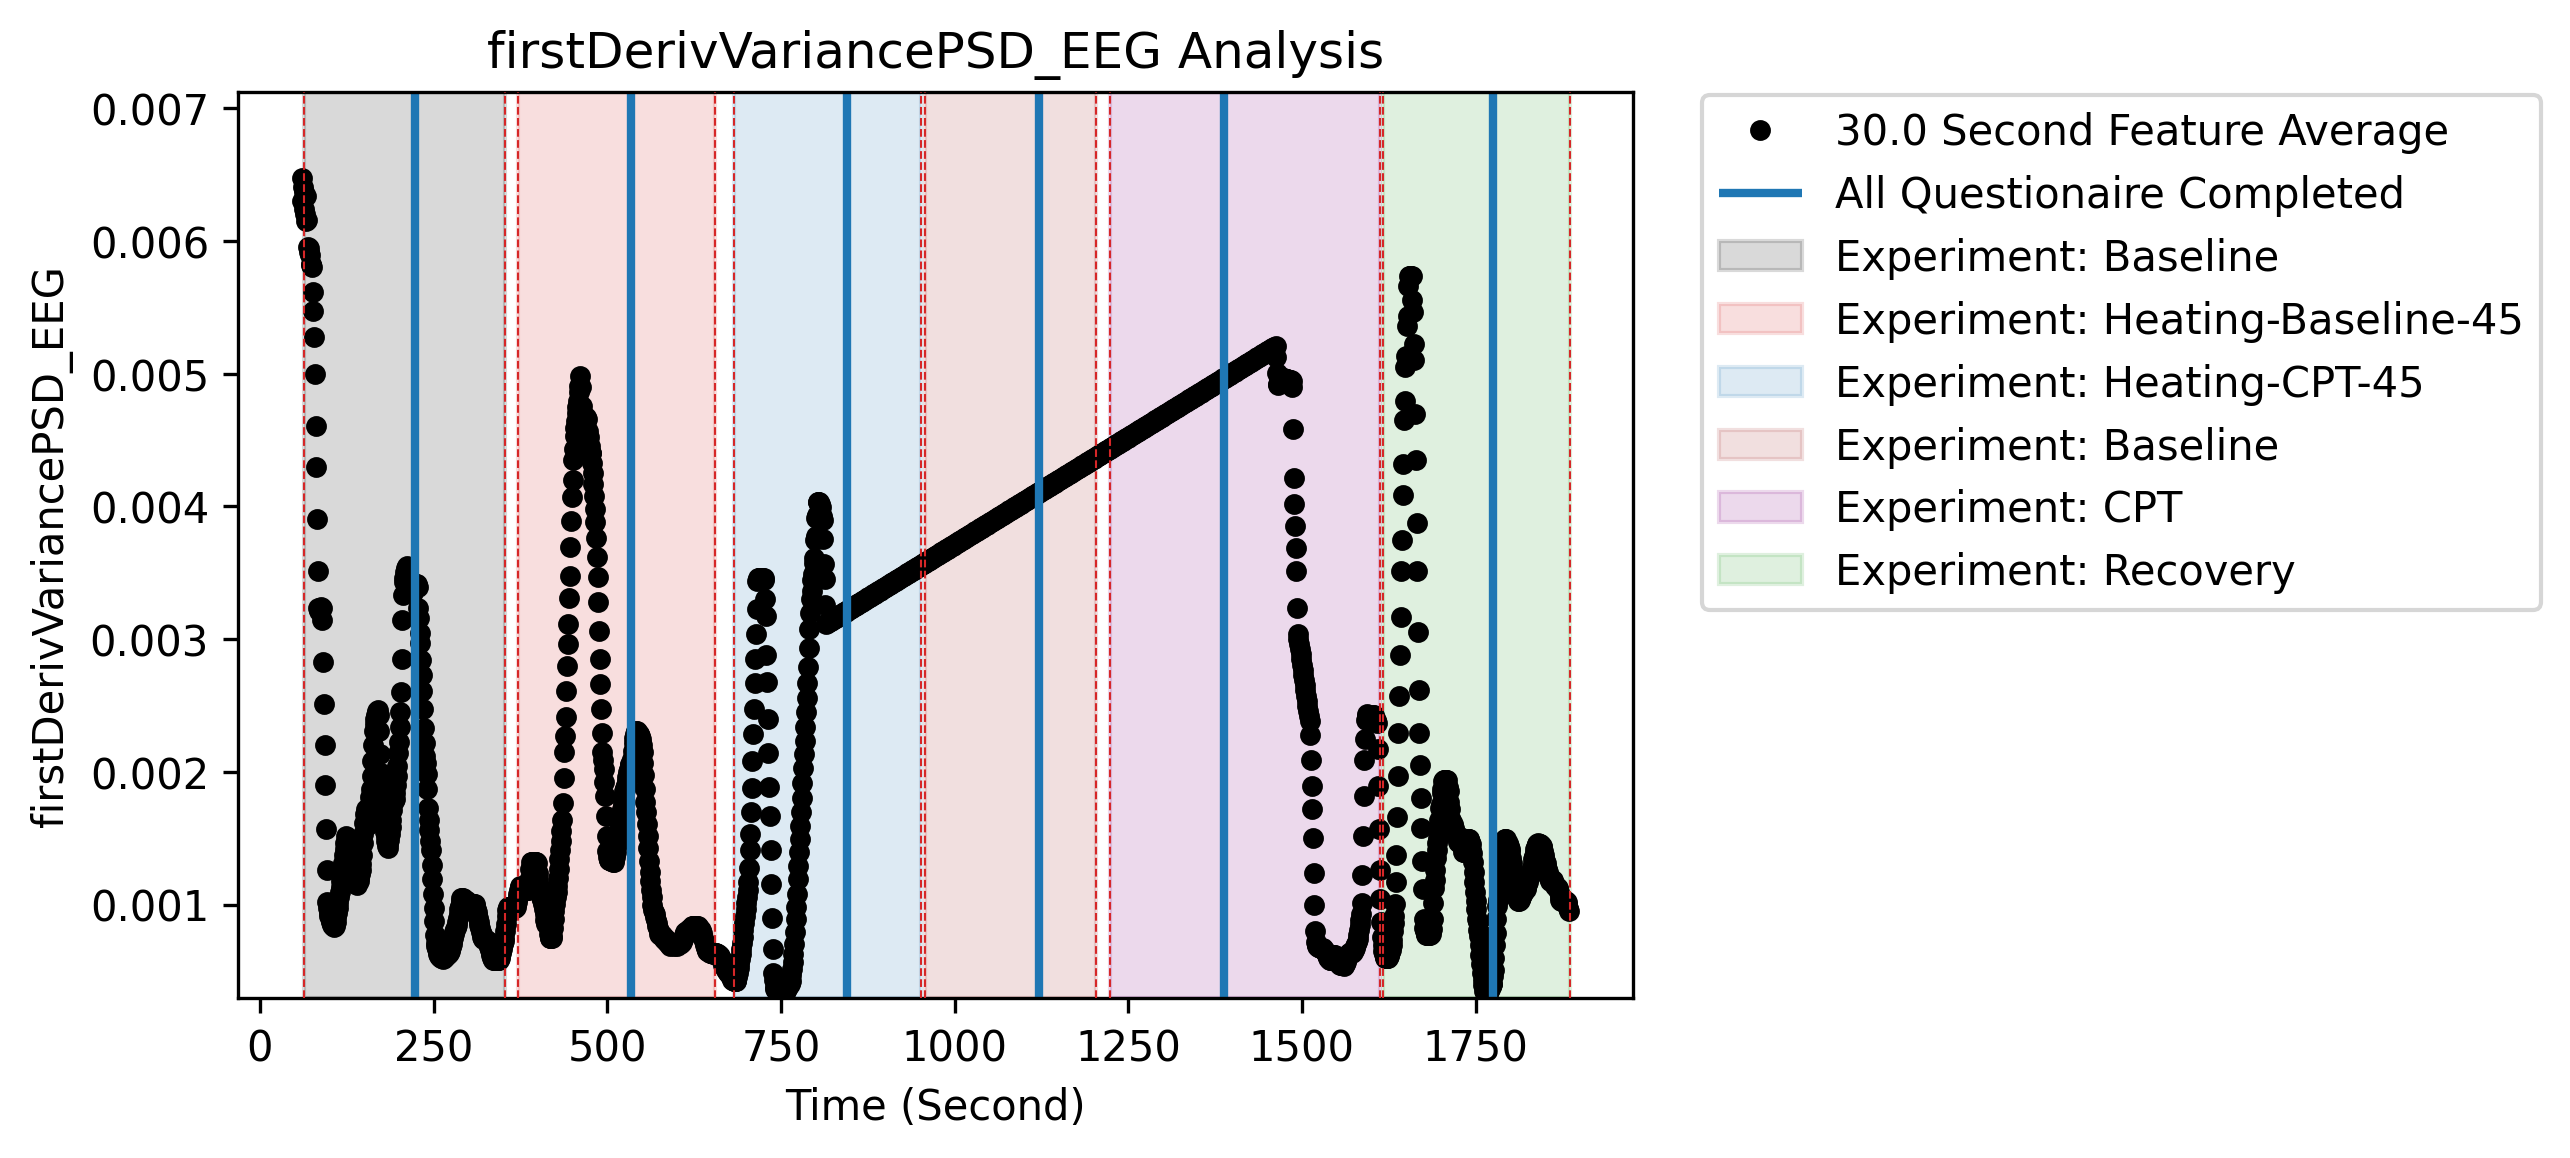 firstDerivVariancePSD_EEG Analysis
firstDerivVariancePSD_EEG
0.007
0.006
0.005
0.004
0.003
0.002
0.001
0 250 500 750 1000 1250 1500 1750
Time (Second)
30.0 Second Feature Average
All Questionaire Completed
Experiment: Baseline
Experiment: Heating-Baseline-45
Experiment: Heating-CPT-45
Experiment: Baseline
Experiment: CPT
Experiment: Recovery